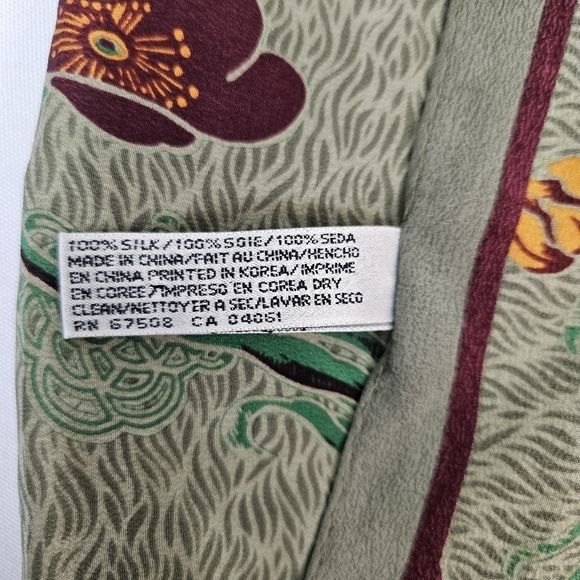 100% SILK/100% SOIE/100% SEDA
MADE IN CHINA/FAIT AU CHINA/HENCHO
EN CHINA PRINTED IN KOREA/IMPRIME
EN COREE/IMPRESO EN COREA DRY
CLEAN/NETTOYER A SEC/LAVAR EN SECO
RN 67508 CA 04061